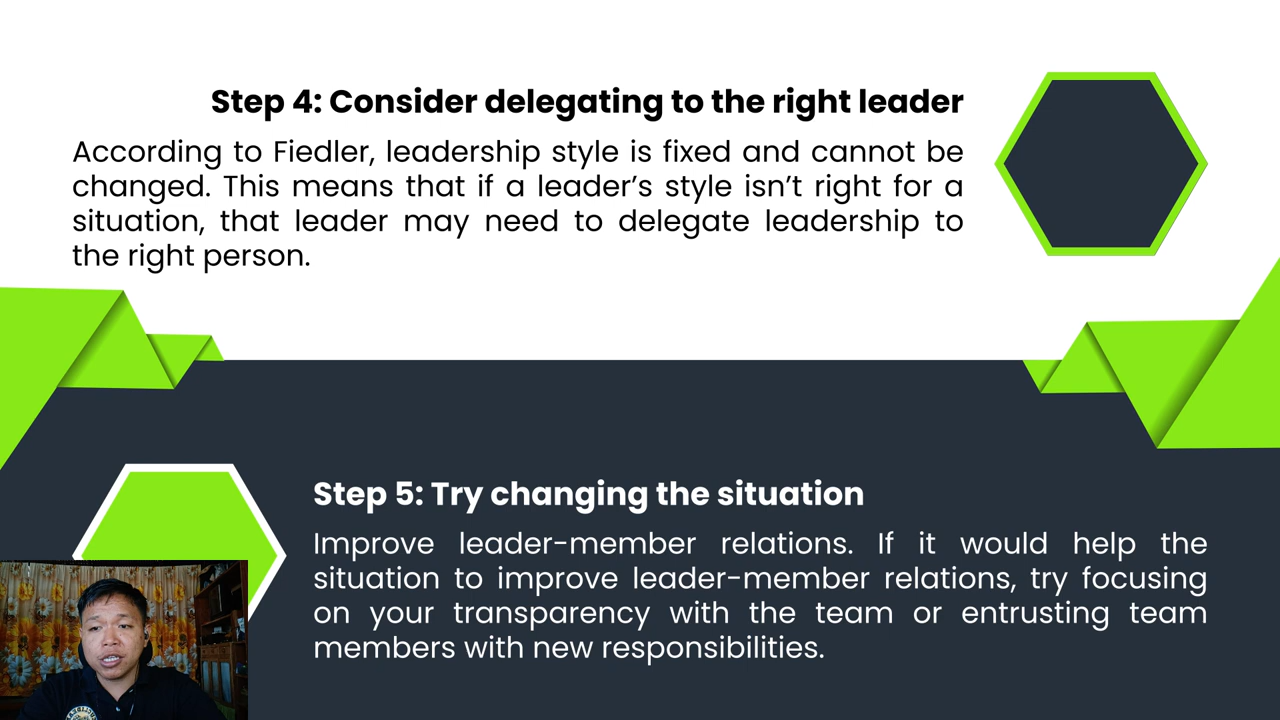 Step 4: Consider delegating to the right leader
According to Fiedler, leadership style is fixed and cannot be
changed. This means that if a leader’s style isn’t right for a
situation, that leader may need to delegate leadership to
the right person.
Step 5: Try changing the situation
Improve leader-member relations. If it would help the
situation to improve leader-member relations, try focusing
on your transparency with the team or entrusting team
members with new responsibilities.